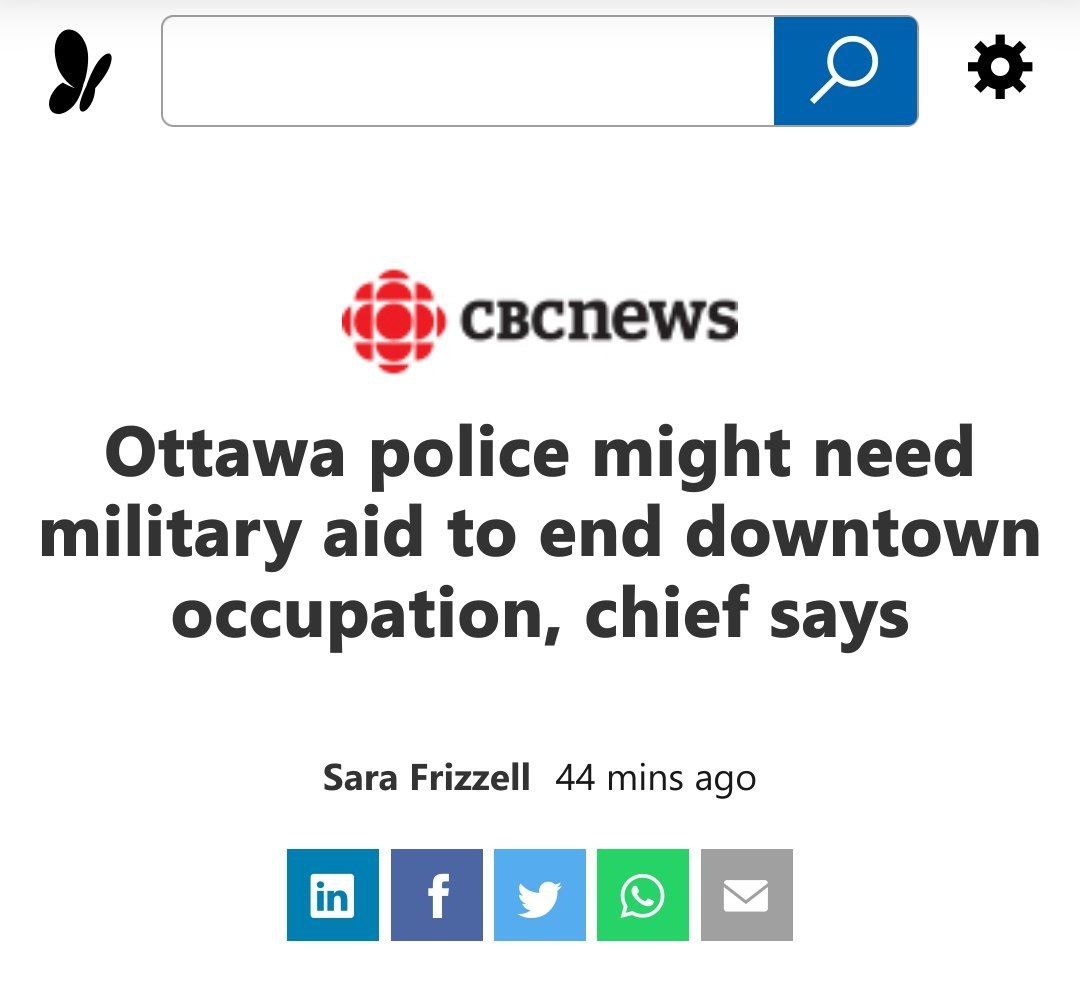 CBCnews
Ottawa police might need
military aid to end downtown
occupation, chief says
Sara Frizzell 44 mins ago
in f